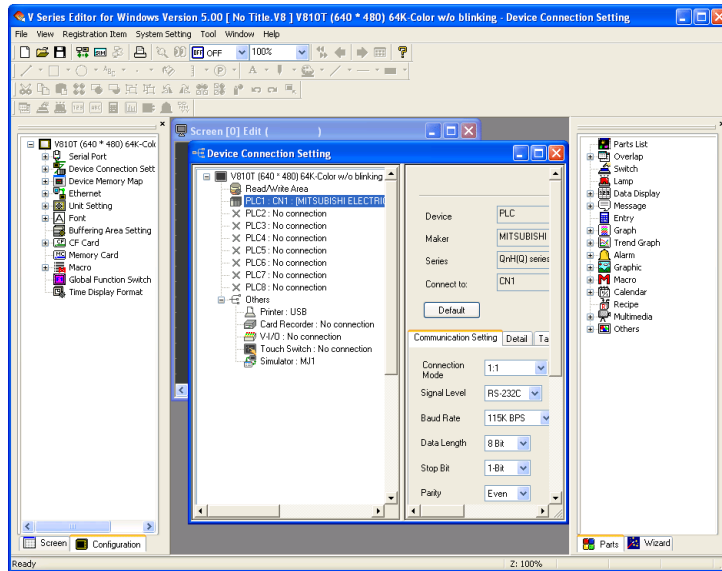 V Series Editor for Windows Version 5.00 [ No Title.V8 ] V810T (640 * 480) 64K-Color w/o blinking - Device Connection Setting
File View Registration Item System Setting Tool Window Help
OFF 100%
Screen [0] Edit ( )
V810T (640 * 480) 64K-Col
Serial Port
Device Connection Sett
Device Memory Map
Ethernet
Unit Setting
Font
Buffering Area Setting
CF Card
Memory Card
Macro
Global Function Switch
Time Display Format
Screen Configuration
Device Connection Setting
V810T (640 * 480) 64K-Color w/o blinking
Read/Write Area
PLC1 : CN1 : [MITSUBISHI ELECTRI
PLC2 : No connection
PLC3 : No connection
PLC4 : No connection
PLC5 : No connection
PLC6 : No connection
PLC7 : No connection
PLC8 : No connection
Others
Printer : USB
Card Recorder : No connection
V-I/O : No connection
Touch Switch : No connection
Simulator : MJ1
Device PLC
Maker MITSUBISHI
Series QnH(Q) series
Connect to: CN1
Default
Communication Setting Detail Ta
Connection
Mode 1:1
Signal Level RS-232C
Baud Rate 115K BPS
Data Length 8 Bit
Stop Bit 1-Bit
Parity Even
Parts List
Overlap
Switch
Lamp
Data Display
Message
Entry
Graph
Trend Graph
Alarm
Graphic
Macro
Calendar
Recipe
Multimedia
Others
Parts Wizard
Ready Z: 100%